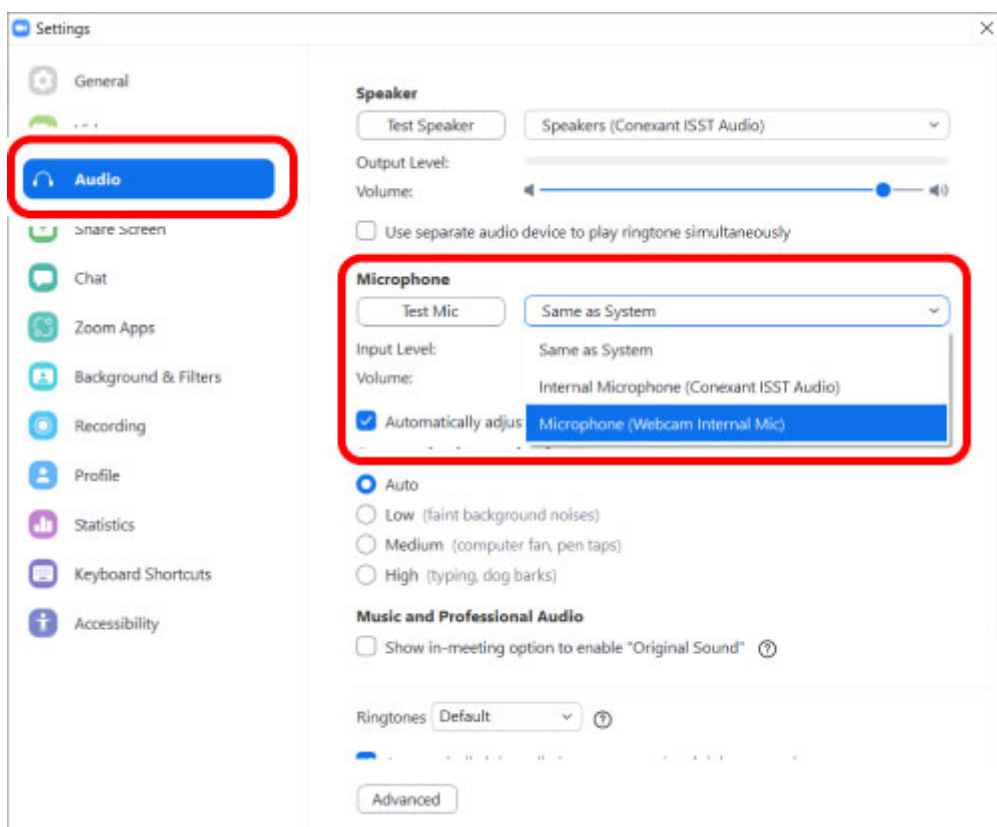 Settings
General
Audio
Share Screen
Chat
Zoom Apps
Background & Filters
Recording
Profile
Statistics
Keyboard Shortcuts
Accessibility
Speaker
Test Speaker Speakers (Conexant ISST Audio)
Output Level:
Volume:
Use separate audio device to play ringtone simultaneously
Microphone
Test Mic Same as System
Input Level: Same as System
Volume: Internal Microphone (Conexant ISST Audio)
Automatically adjus Microphone (Webcam Internal Mic)
Auto
Low (faint background noises)
Medium (computer fan, pen taps)
High (typing, dog barks)
Music and Professional Audio
Show in-meeting option to enable "Original Sound"
Ringtones Default
Advanced